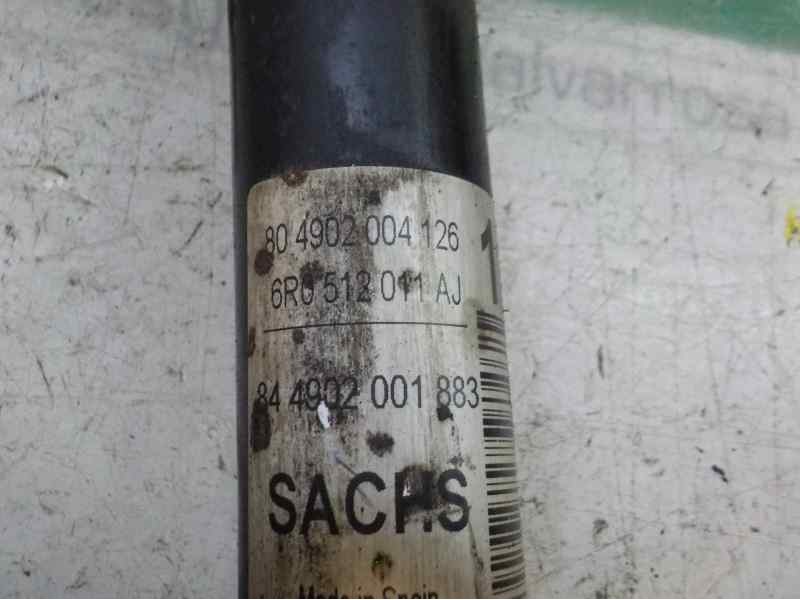 80 4902 004 126
6R0 512 011 AJ
84 4902 001 883
SACHS
Made in Spain